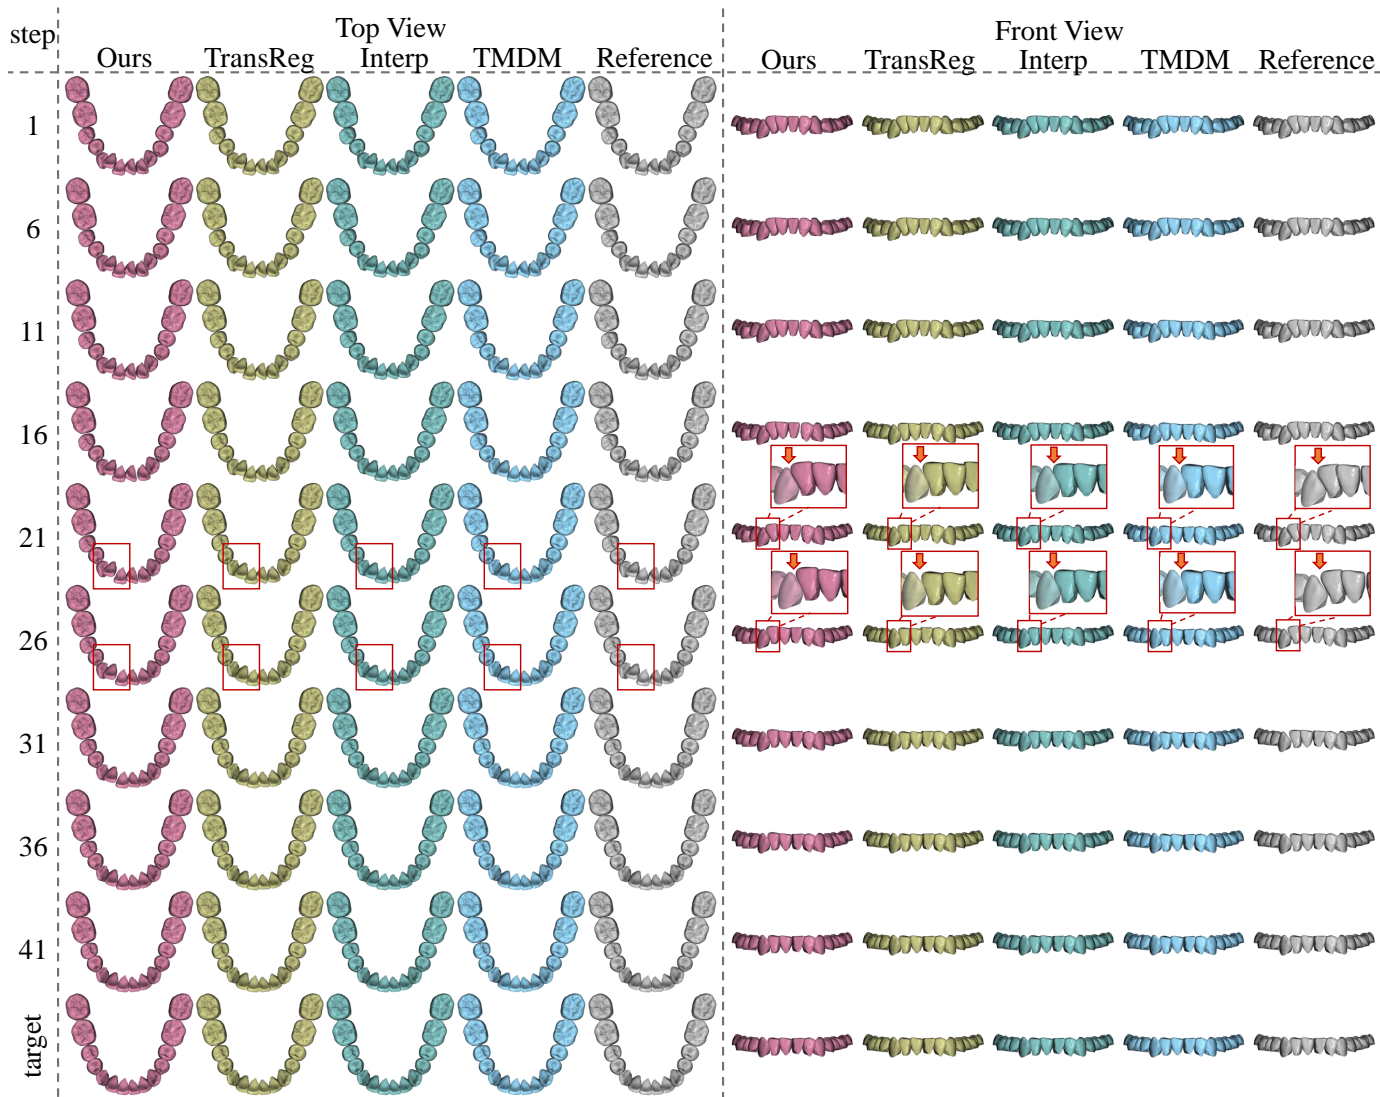 step
Top View
Front View
Ours TransReg Interp TMDM Reference
Ours TransReg Interp TMDM Reference
1
6
11
16
21
26
31
36
41
target